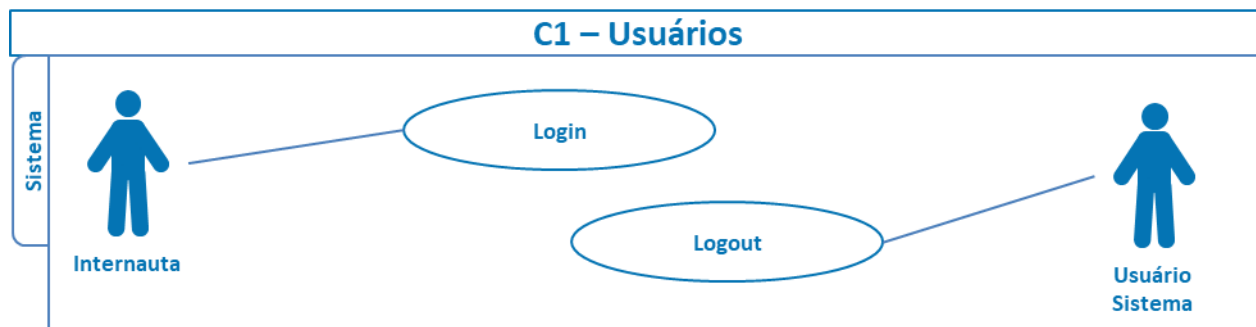 C1 – Usuários
Sistema
Login
Logout
Internauta
Usuário
Sistema